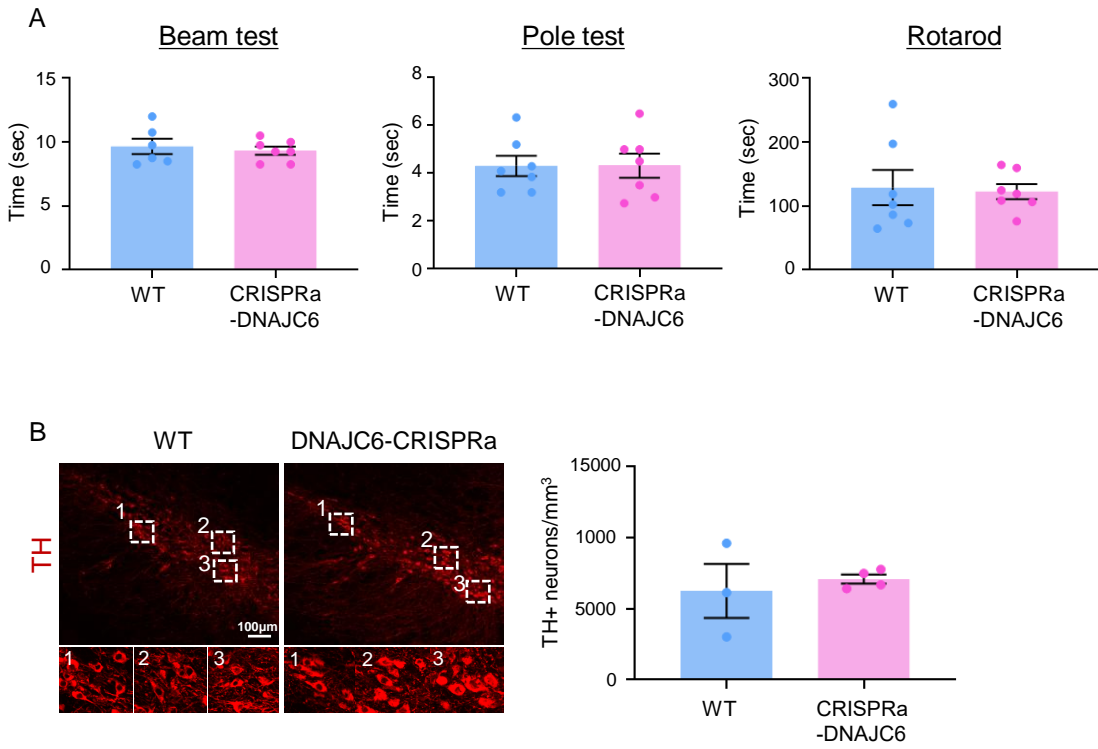 A
Beam test
Pole test
Rotarod
Time (sec)
15
10
5
0
WT
CRISPRa
-DNAJC6
Time (sec)
8
6
4
2
0
WT
CRISPRa
-DNAJC6
Time (sec)
300
200
100
0
WT
CRISPRa
-DNAJC6
B
WT
DNAJC6-CRISPRa
TH
1
2
3
100μm
1
2
3
1
2
3
1
2
3
TH+ neurons/mm³
15000
1000
5000
0
WT
CRISPRa
-DNAJC6